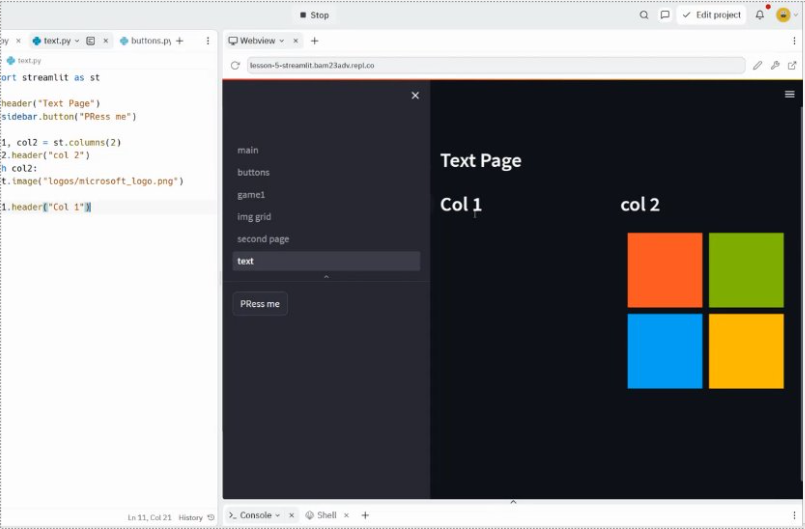 Stop
Edit project
py
text.py
buttons.py
Webview
text.py
lesson-5-streamlit.bam23adv.repl.co
ort streamlit as st
header("Text Page")
sidebar.button("PRess me")
1, col2 = st.columns(2)
2.header("col 2")
h col2:
t.image("logos/microsoft_logo.png")
1.header("Col 1")
main
buttons
game1
img grid
second page
text
PRess me
Text Page
Col 1
col 2
Ln 11, Col 21 History
Console
Shell